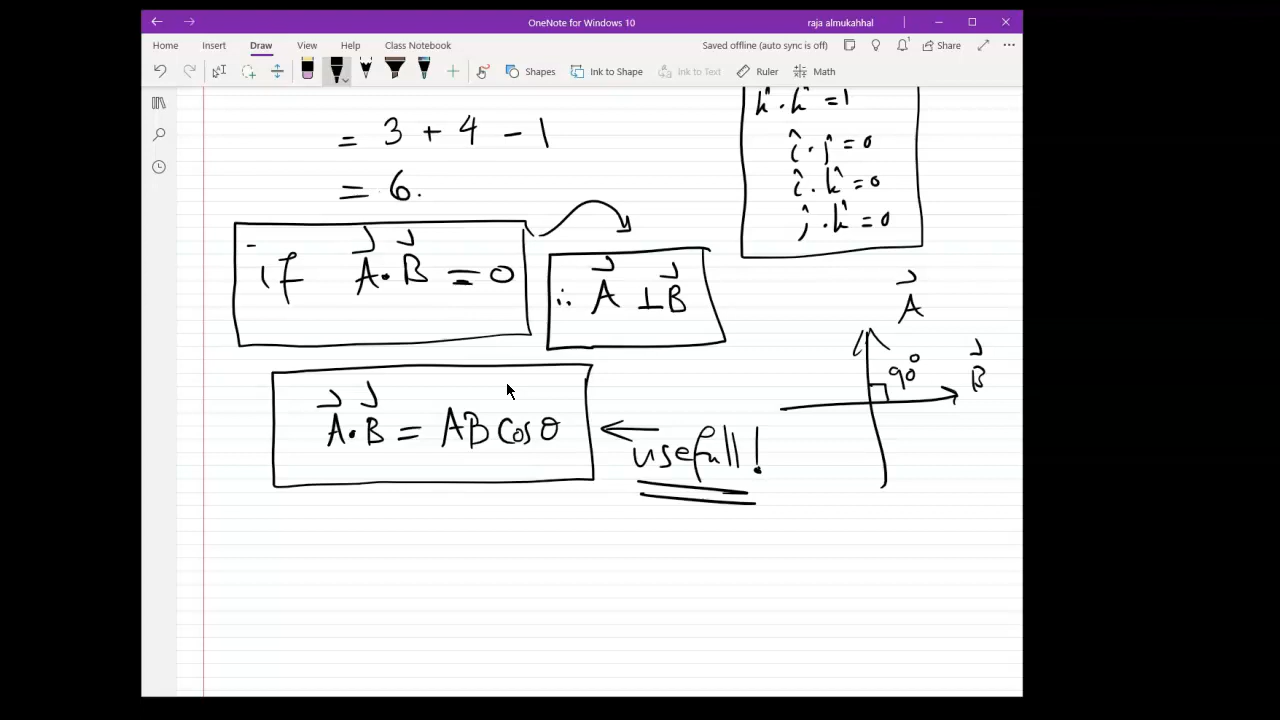 OneNote for Windows 10
raja almukahhal
Home Insert Draw View Help Class Notebook
Saved offline (auto sync is off)
Share
Shapes Ink to Shape Ink to Text Ruler Math
= 3 + 4 - 1
= 6.
k̂ · k̂ = 1
î · ĵ = 0
î · k̂ = 0
ĵ · k̂ = 0
if A⃗ · B⃗ = 0
∴ A⃗ ⊥ B⃗
A⃗
90°
B⃗
A⃗ · B⃗ = AB Cos θ
usefull!